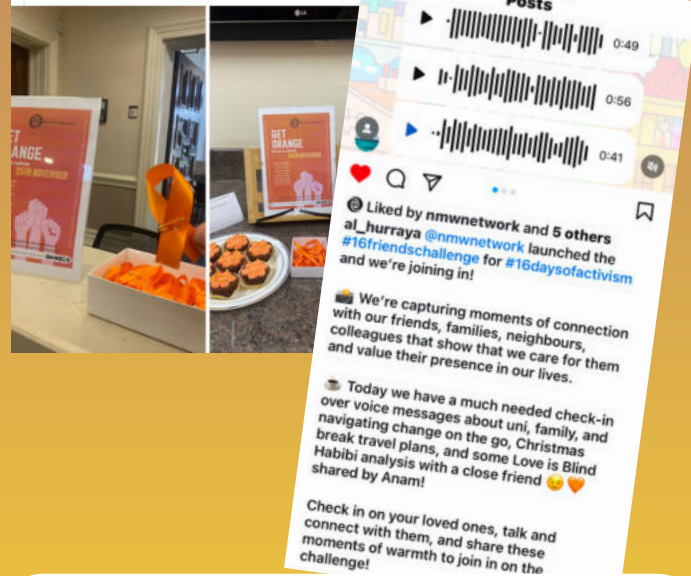 ET
ANGE
25TH NOVEMBER
LG
GET
ORANGE
25TH NOVEMBER
Posts
0:49
0:56
0:41
Liked by nmwnetwork and 5 others
al_hurraya @nmwnetwork launched the
#16friendschallenge for #16daysofactivism
and we're joining in!
📸 We're capturing moments of connection
with our friends, families, neighbours,
colleagues that show that we care for them
and value their presence in our lives.
☕ Today we have a much needed check-in
over voice messages about uni, family, and
navigating change on the go, Christmas
break travel plans, and some Love is Blind
Habibi analysis with a close friend 😉🧡
shared by Anam!
Check in on your loved ones, talk and
connect with them, and share these
moments of warmth to join in on the
challenge!